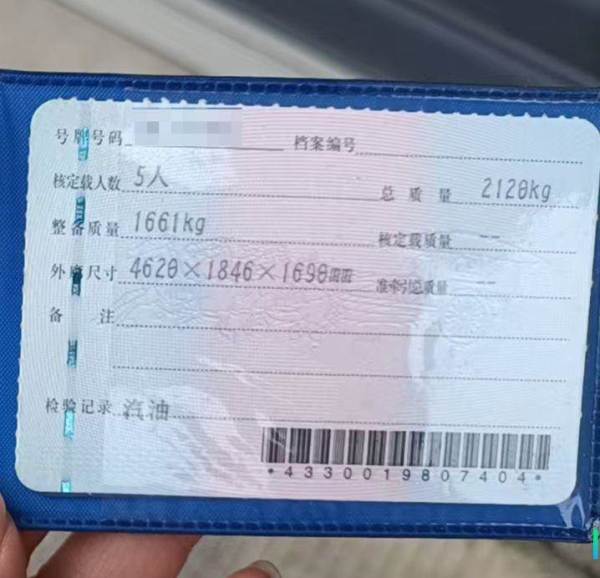 号牌号码 档案编号
核定载人数 5人 总质量 2120kg
整备质量 1661kg 核定载质量 --
外廓尺寸 4620×1846×1690㎜ 准牵引总质量 --
备注
检验记录 汽油
*4330019807404*